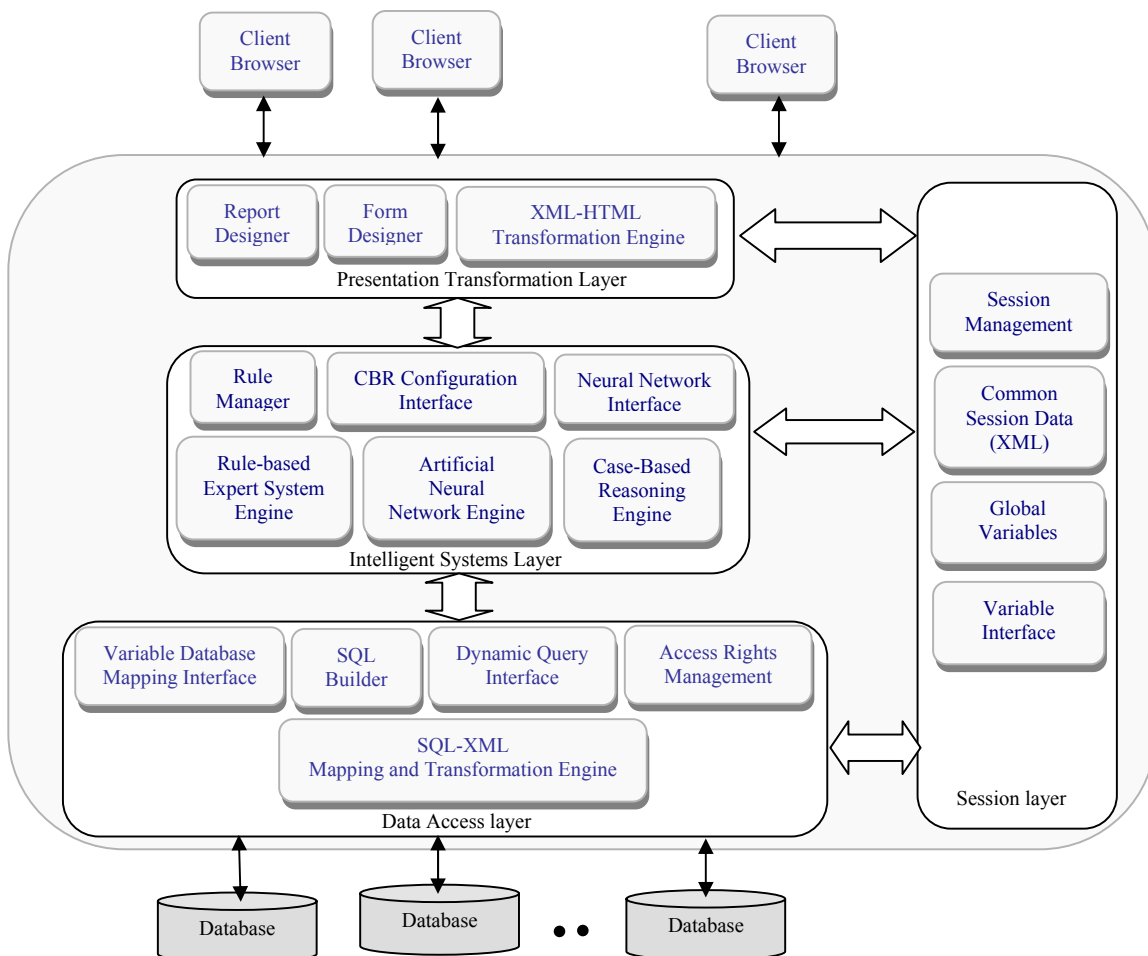 Client
Browser
Client
Browser
Client
Browser
Report
Designer
Form
Designer
XML-HTML
Transformation Engine
Presentation Transformation Layer
Rule
Manager
CBR Configuration
Interface
Neural Network
Interface
Rule-based
Expert System
Engine
Artificial
Neural
Network Engine
Case-Based
Reasoning
Engine
Intelligent Systems Layer
Variable Database
Mapping Interface
SQL
Builder
Dynamic Query
Interface
Access Rights
Management
SQL-XML
Mapping and Transformation Engine
Data Access layer
Session
Management
Common
Session Data
(XML)
Global
Variables
Variable
Interface
Session layer
Database
Database
Database